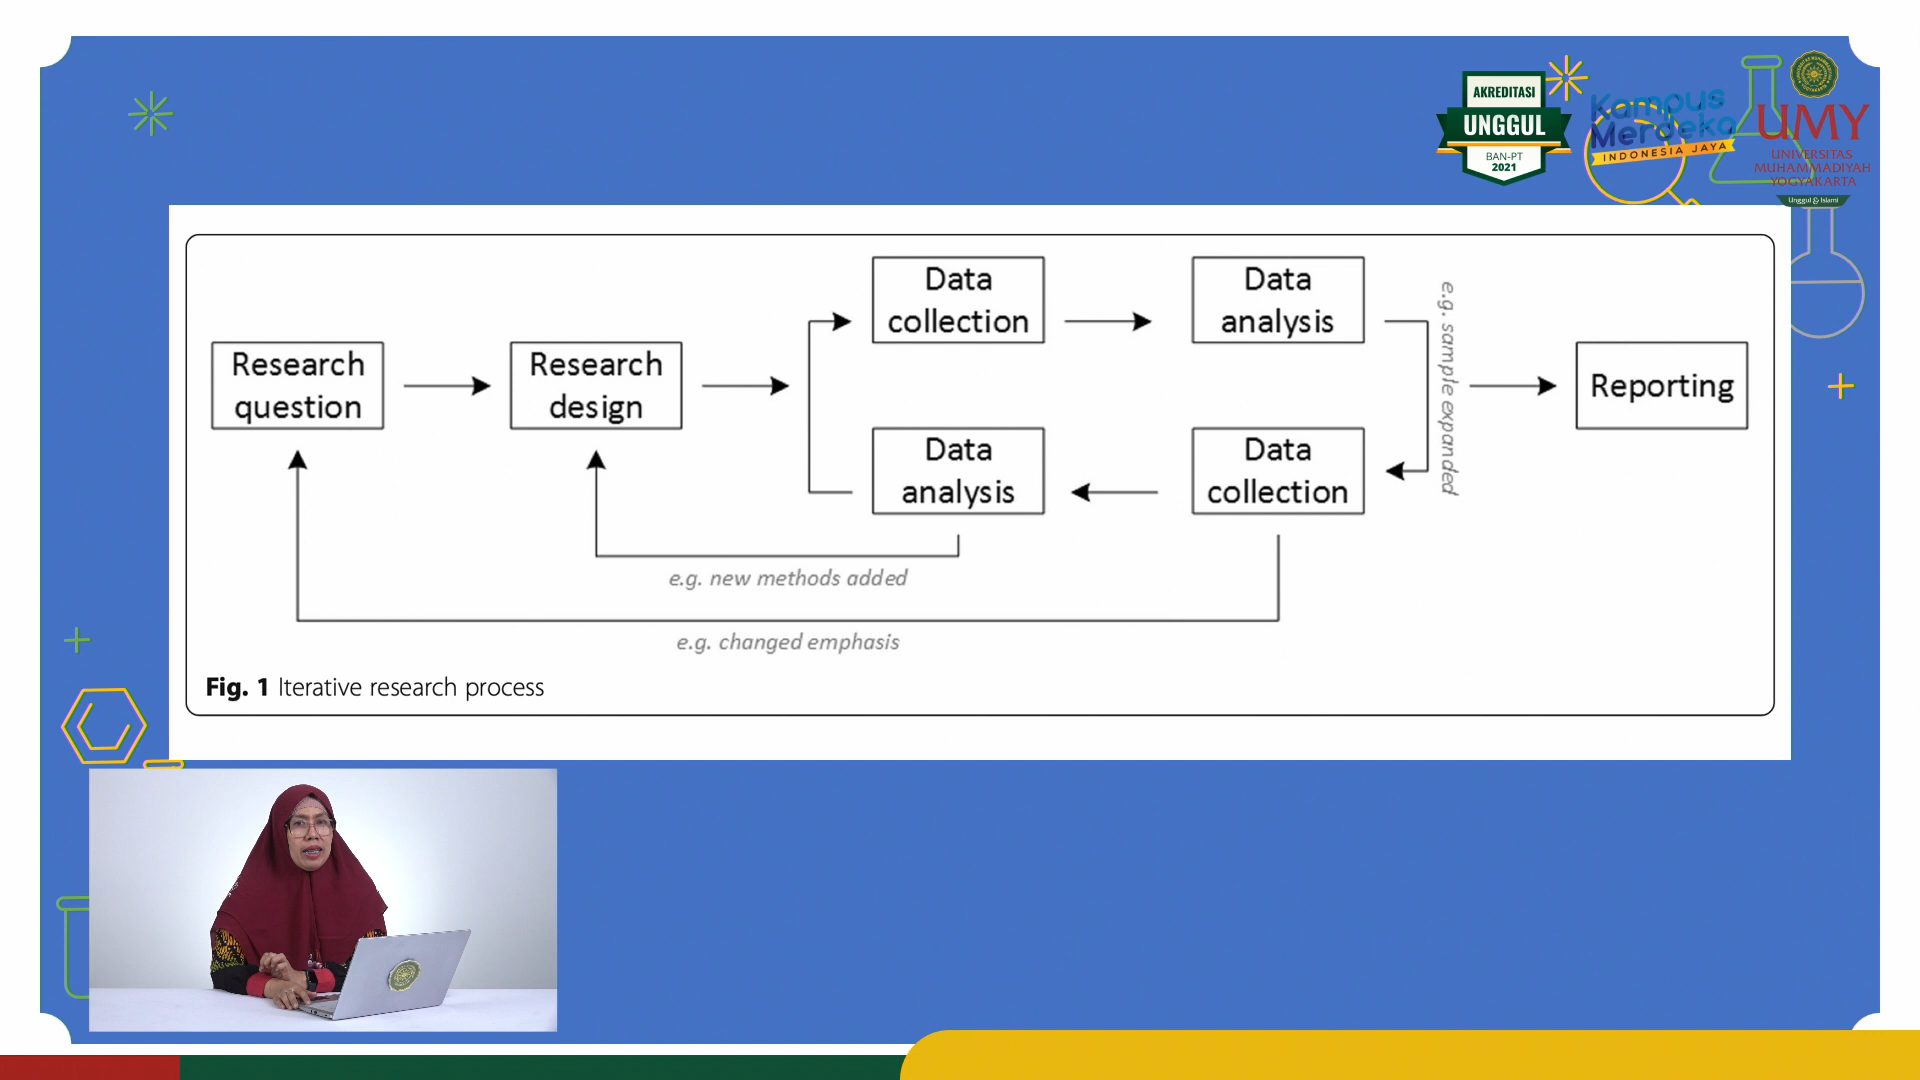 AKREDITASI
UNGGUL
BAN-PT
2021
Kampus
Merdeka
INDONESIA JAYA
UMY
UNIVERSITAS
MUHAMMADIYAH
YOGYAKARTA
Unggul & Islami
Research
question
Research
design
Data
collection
Data
analysis
e.g. sample expanded
Reporting
Data
analysis
Data
collection
e.g. new methods added
e.g. changed emphasis
Fig. 1 Iterative research process